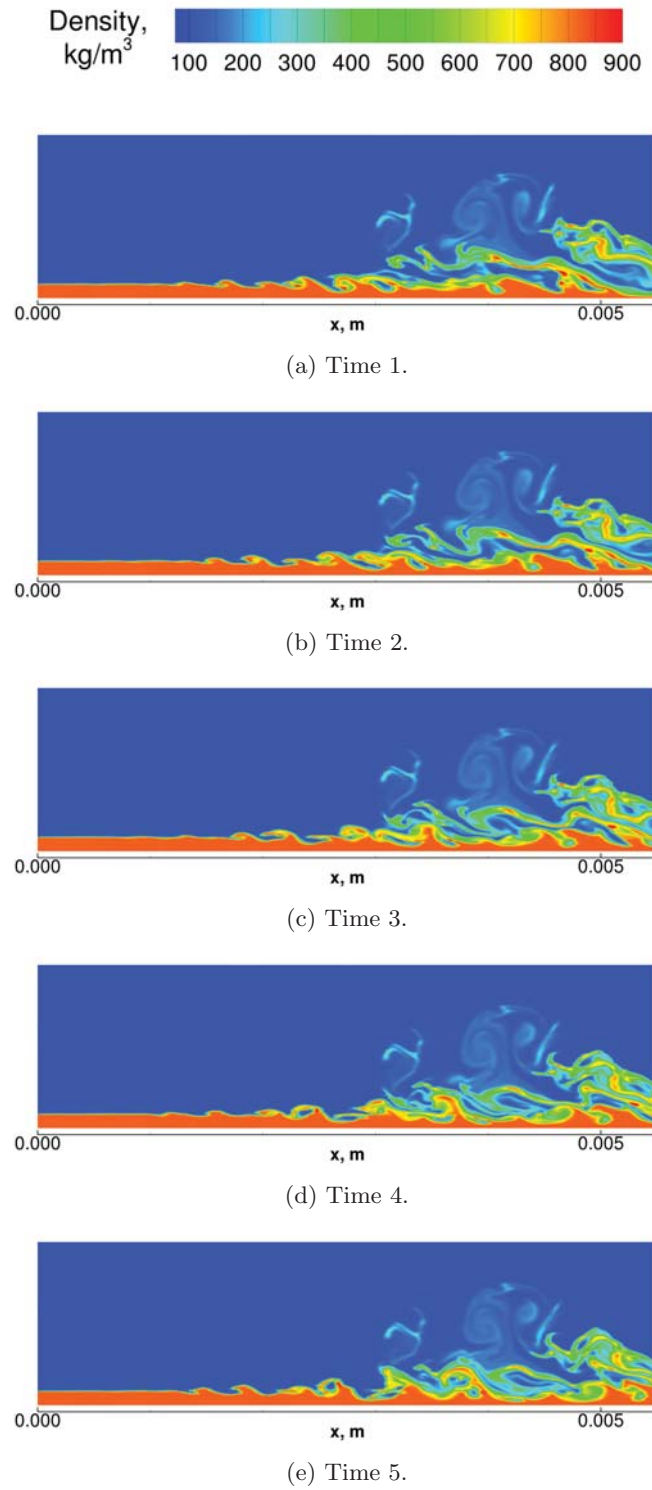 Density,
kg/m³
100 200 300 400 500 600 700 800 900
0.000 0.005
x, m
(a) Time 1.
0.000 0.005
x, m
(b) Time 2.
0.000 0.005
x, m
(c) Time 3.
0.000 0.005
x, m
(d) Time 4.
0.000 0.005
x, m
(e) Time 5.